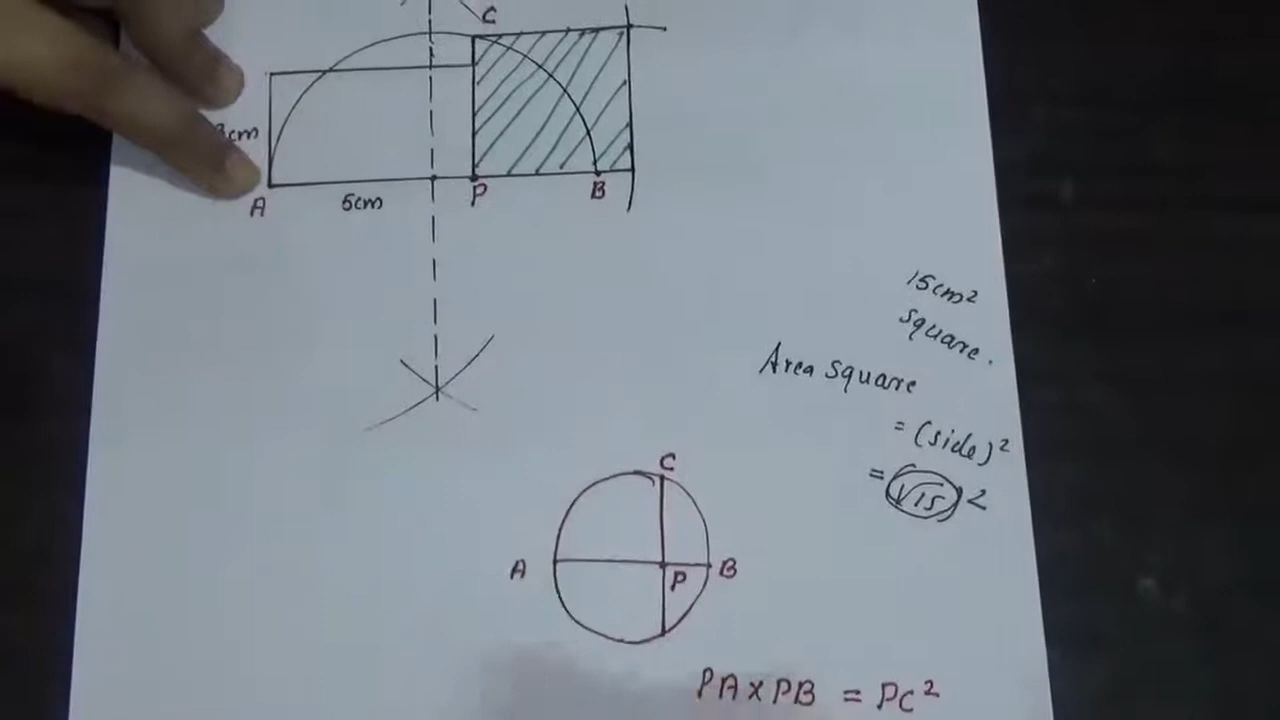 C
3cm
A
5cm
P
B
15cm²
square.
Area square
= (side)²
= (√15)²
C
A
P
B
PA×PB = PC²